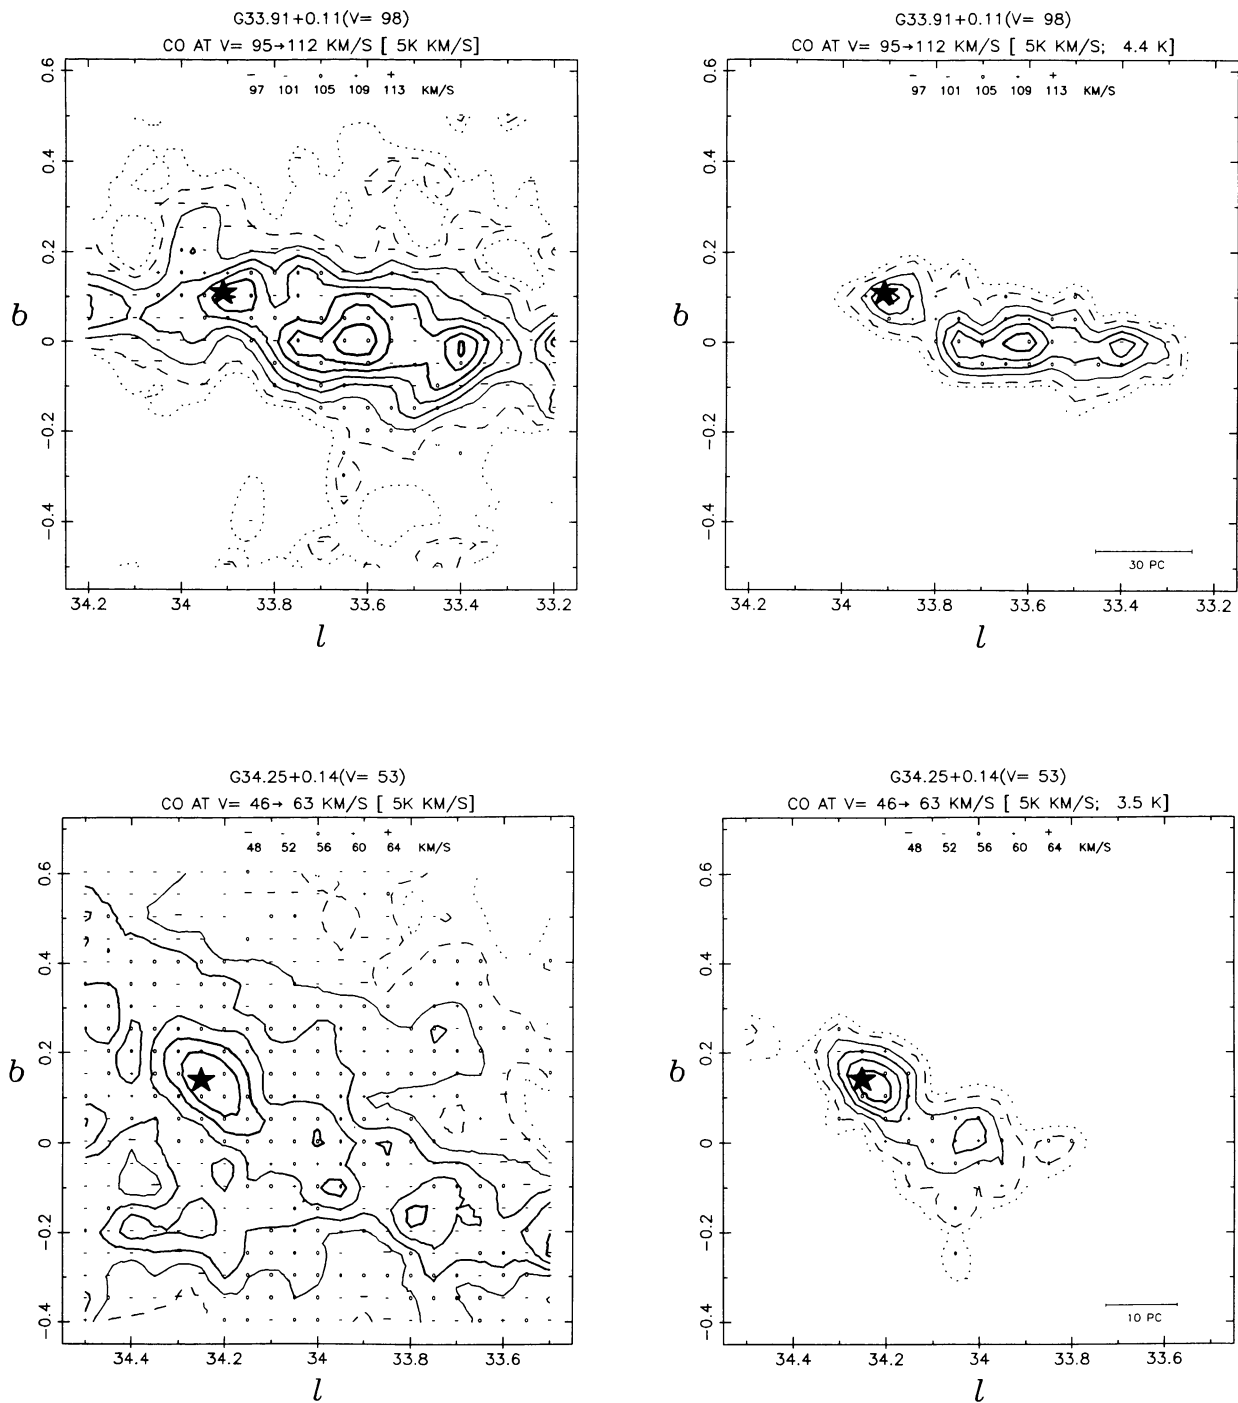 G33.91+0.11(V= 98)
CO AT V= 95→112 KM/S [ 5K KM/S]
– - o · +
97 101 105 109 113 KM/S
0.6
0.4
0.2
0
−0.2
−0.4
b
34.2 34 33.8 33.6 33.4 33.2
l
G33.91+0.11(V= 98)
CO AT V= 95→112 KM/S [ 5K KM/S; 4.4 K]
– - o · +
97 101 105 109 113 KM/S
0.6
0.4
0.2
0
−0.2
−0.4
b
30 PC
34.2 34 33.8 33.6 33.4 33.2
l
G34.25+0.14(V= 53)
CO AT V= 46→ 63 KM/S [ 5K KM/S]
– - o · +
48 52 56 60 64 KM/S
0.6
0.4
0.2
0
−0.2
−0.4
b
34.4 34.2 34 33.8 33.6
l
G34.25+0.14(V= 53)
CO AT V= 46→ 63 KM/S [ 5K KM/S; 3.5 K]
– - o · +
48 52 56 60 64 KM/S
0.6
0.4
0.2
0
−0.2
−0.4
b
10 PC
34.4 34.2 34 33.8 33.6
l